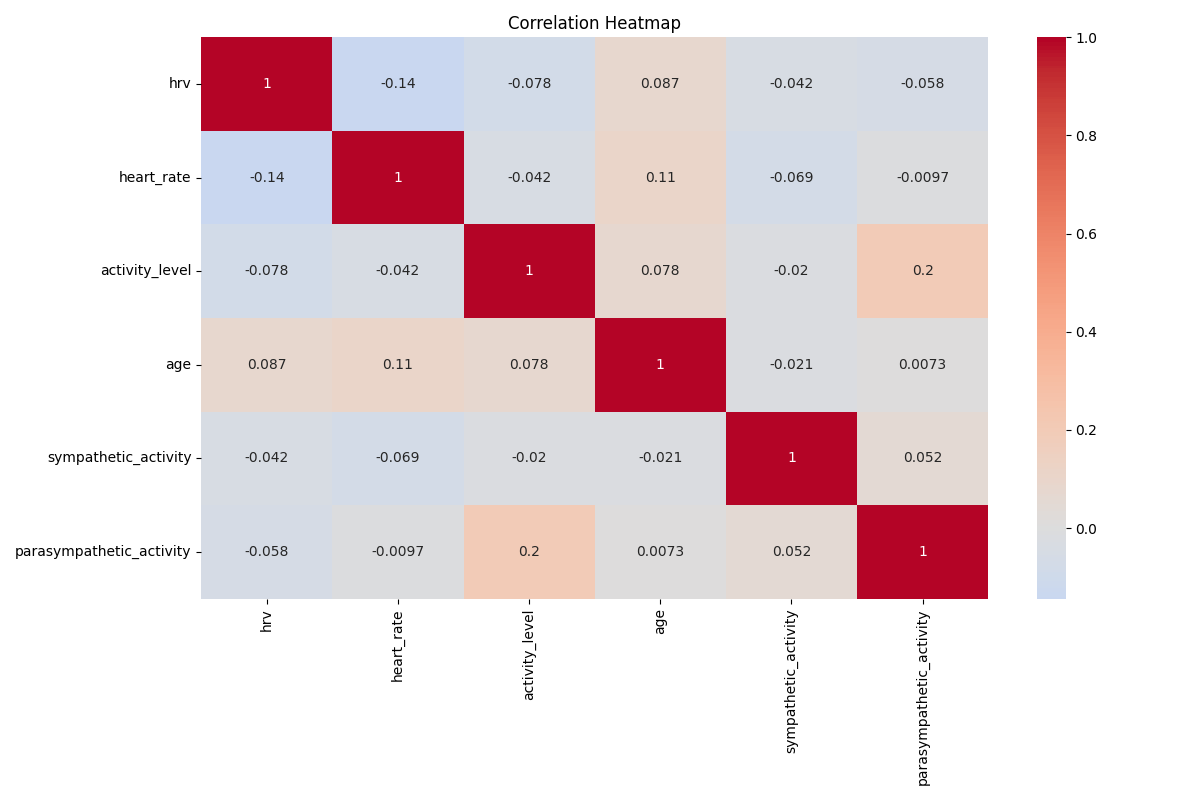 Correlation Heatmap
hrv 1 -0.14 -0.078 0.087 -0.042 -0.058
heart_rate -0.14 1 -0.042 0.11 -0.069 -0.0097
activity_level -0.078 -0.042 1 0.078 -0.02 0.2
age 0.087 0.11 0.078 1 -0.021 0.0073
sympathetic_activity -0.042 -0.069 -0.02 -0.021 1 0.052
parasympathetic_activity -0.058 -0.0097 0.2 0.0073 0.052 1
hrv
heart_rate
activity_level
age
sympathetic_activity
parasympathetic_activity
1.0
0.8
0.6
0.4
0.2
0.0